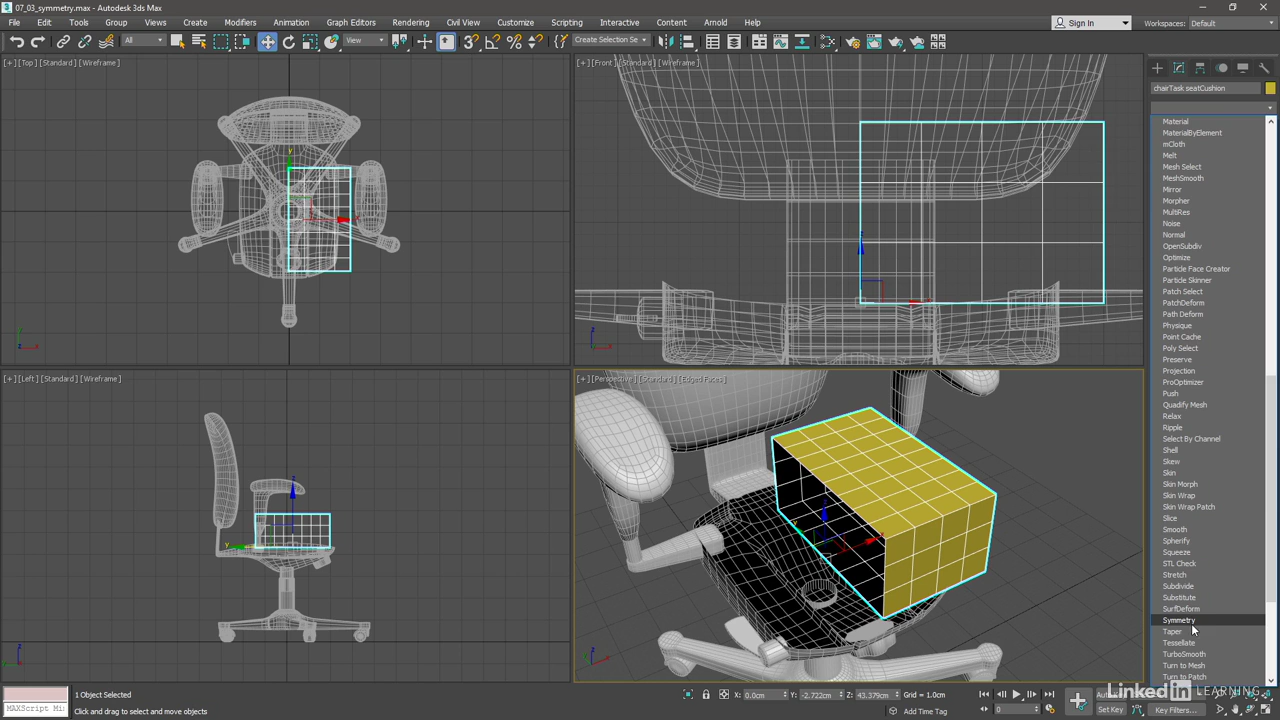 07_03_symmetry.max - Autodesk 3ds Max
File Edit Tools Group Views Create Modifiers Animation Graph Editors Rendering Civil View Customize Scripting Interactive Content Arnold Help
Sign In Workspaces: Default
All View Create Selection Se
[+] [Top] [Standard] [Wireframe]
[+] [Front] [Standard] [Wireframe]
chairTask seatCushion
Material
MaterialByElement
mCloth
Melt
Mesh Select
MeshSmooth
Mirror
Morpher
MultiRes
Noise
Normal
OpenSubdiv
Optimize
Particle Face Creator
Particle Skinner
Patch Select
PatchDeform
Path Deform
Physique
Point Cache
Poly Select
Preserve
Projection
ProOptimizer
Push
Quadify Mesh
Relax
Ripple
Select By Channel
Shell
Skew
Skin
Skin Morph
Skin Wrap
Skin Wrap Patch
Slice
Smooth
Spherify
Squeeze
STL Check
Stretch
Subdivide
Substitute
SurfDeform
Symmetry
Taper
Tessellate
TurboSmooth
Turn to Mesh
Turn to Patch
[+] [Left] [Standard] [Wireframe]
[+] [Perspective] [Standard] [Edged Faces]
1 Object Selected
X: 0.0cm Y: -2.722cm Z: 43.379cm Grid = 1.0cm
MAXScript Mi
Click and drag to select and move objects
Add Time Tag
0
Set Key
Key Filters...
LinkedIn LEARNING